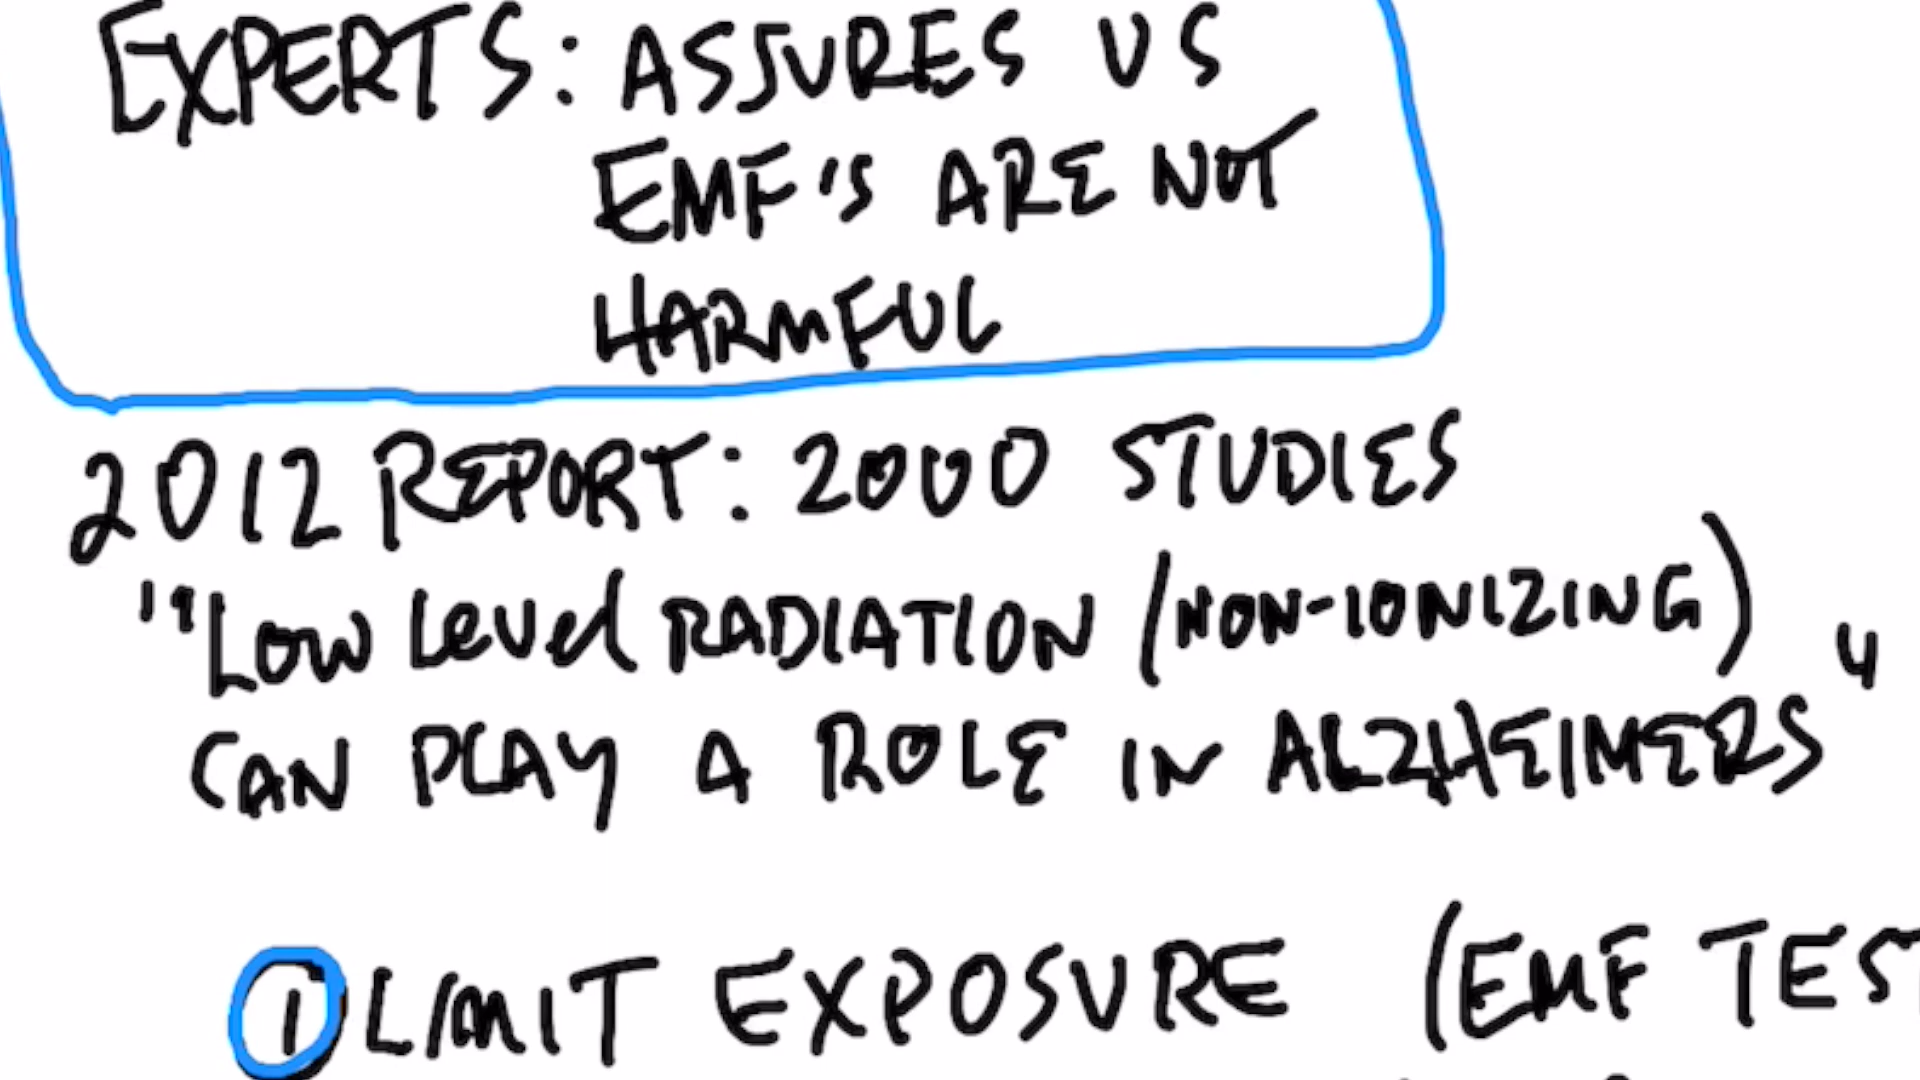 EXPERTS: ASSURES US
EMF'S ARE NOT
HARMFUL
2012 REPORT: 2000 STUDIES
"LOW LEVEL RADIATION (NON-IONIZING)
CAN PLAY A ROLE IN ALZHEIMERS"
1 LIMIT EXPOSURE (EMF TEST